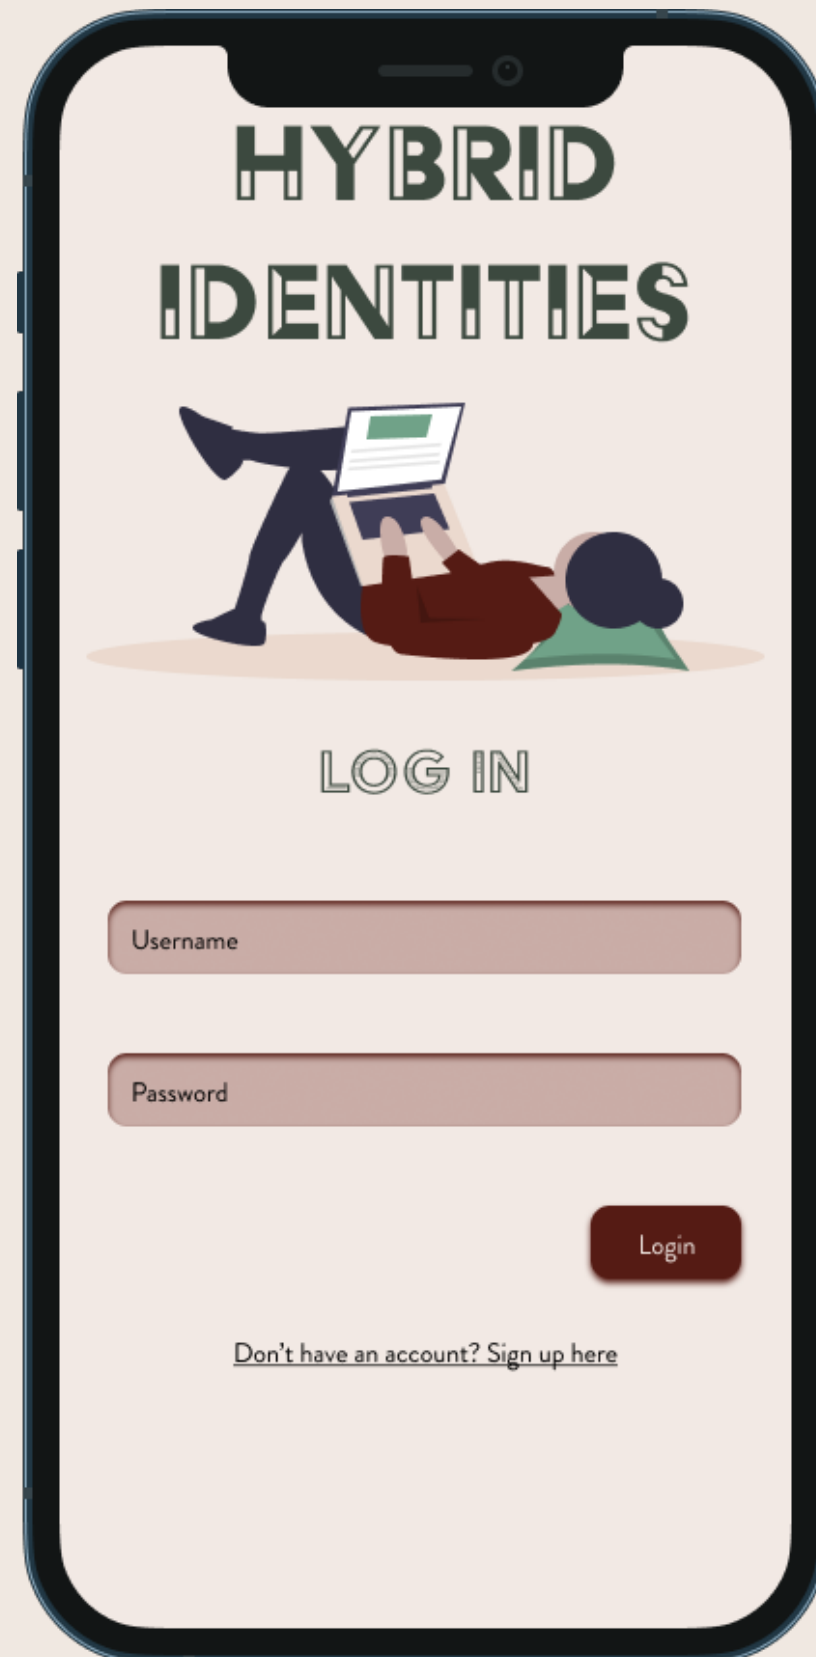 HYBRID
IDENTITIES
LOG IN
Username
Password
Login
Don't have an account? Sign up here